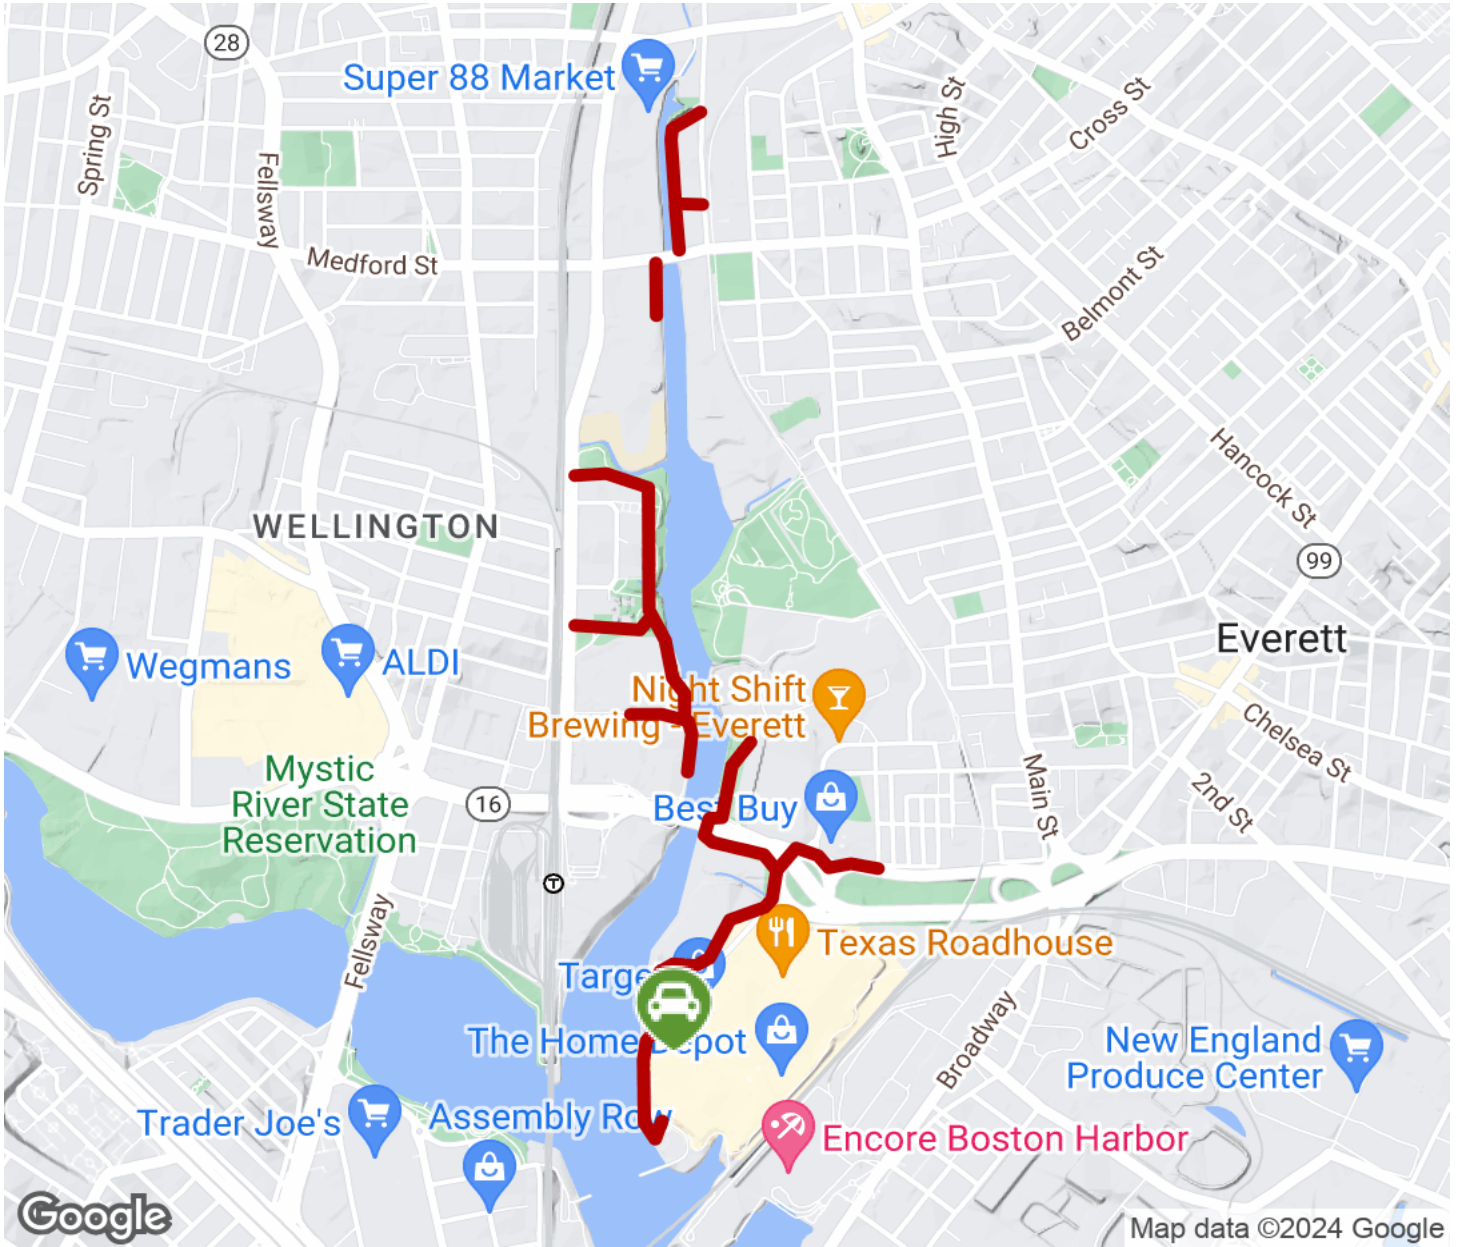 28
Super 88 Market
Spring St
Fellsway
High St
Cross St
Medford St
Belmont St
Hancock St
WELLINGTON
99
Everett
Wegmans
ALDI
Night Shift
Brewing - Everett
Chelsea St
Mystic
River State
Reservation
16
Best Buy
Main St
2nd St
T
Fellsway
Texas Roadhouse
Target
The Home Depot
Broadway
New England
Produce Center
Trader Joe's
Assembly Row
Encore Boston Harbor
Google
Map data ©2024 Google